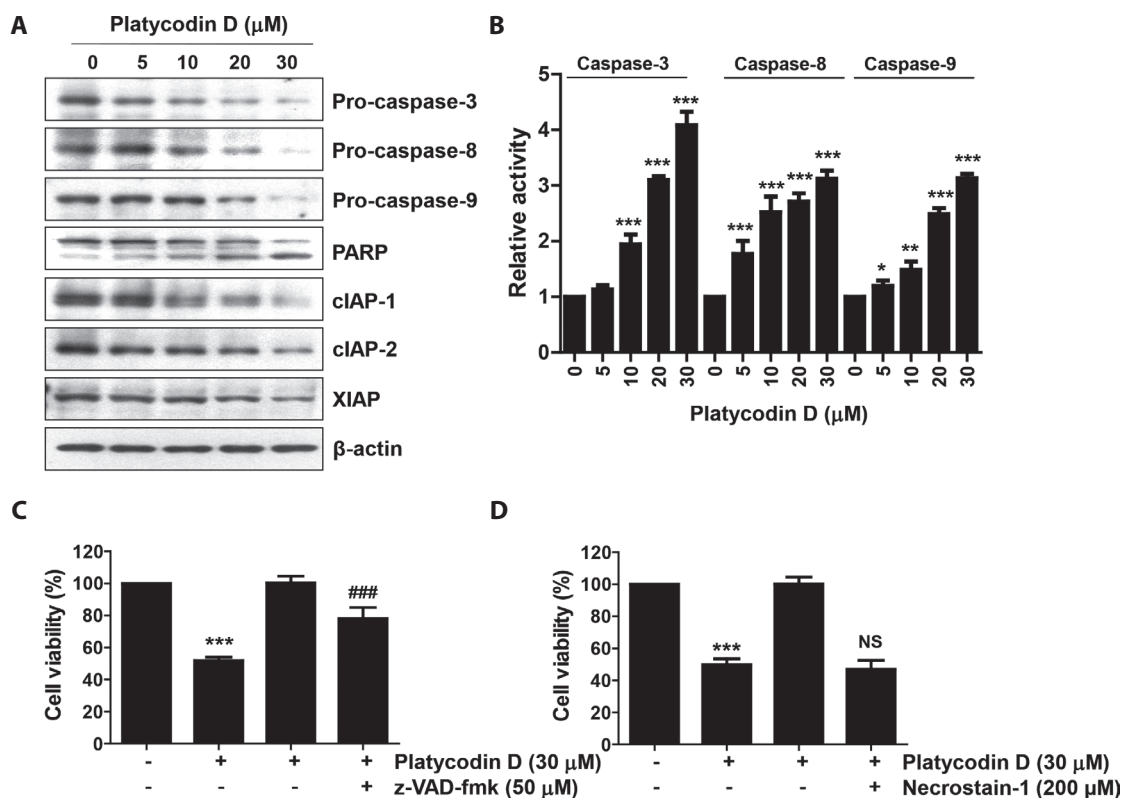 A
Platycodin D (μM)
0 5 10 20 30
Pro-caspase-3
Pro-caspase-8
Pro-caspase-9
PARP
cIAP-1
cIAP-2
XIAP
β-actin
B
Caspase-3 Caspase-8 Caspase-9
Relative activity
5
4
3
2
1
0
*** *** ***
*** *** *** *** ***
* ** *** ***
0 5 10 20 30 0 5 10 20 30 0 5 10 20 30
Platycodin D (μM)
C
Cell viability (%)
120
100
80
60
40
20
0
***
###
- + + + Platycodin D (30 μM)
- - - + z-VAD-fmk (50 μM)
D
Cell viability (%)
120
100
80
60
40
20
0
***
NS
- + + + Platycodin D (30 μM)
- - - + Necrostain-1 (200 μM)